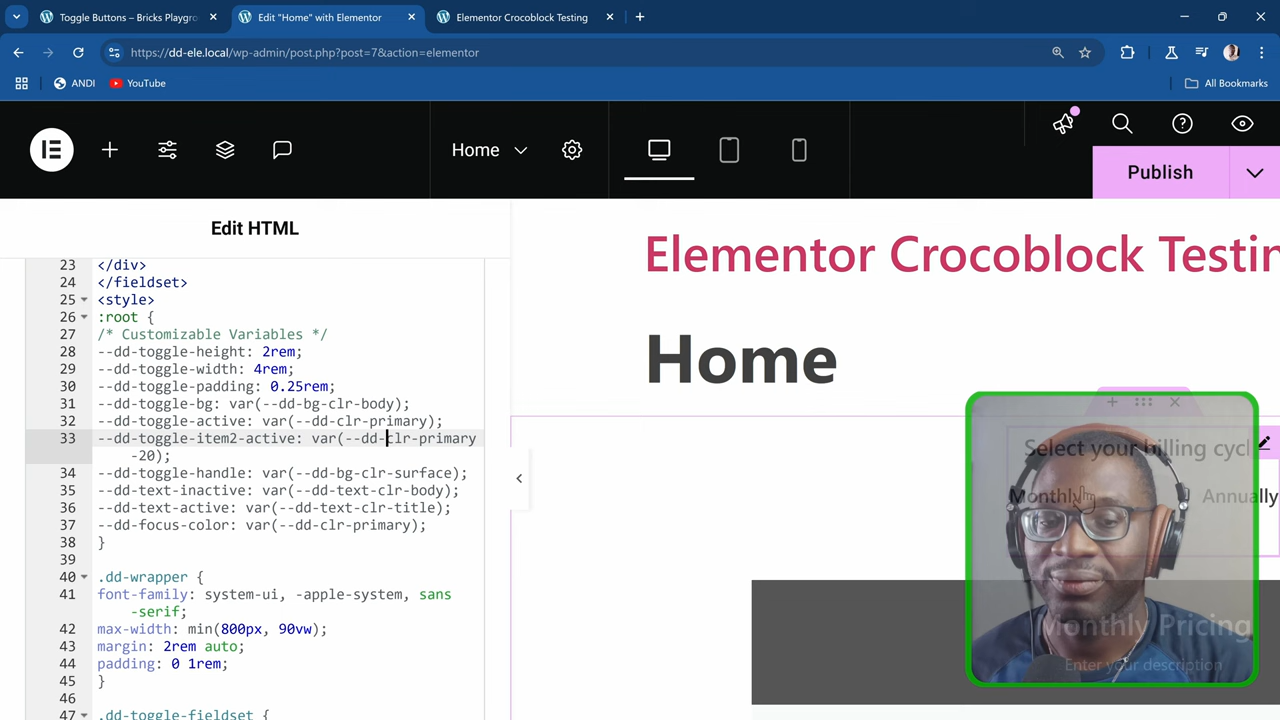 Toggle Buttons – Bricks Playgro
Edit "Home" with Elementor
Elementor Crocoblock Testing
https://dd-ele.local/wp-admin/post.php?post=7&action=elementor
ANDI
YouTube
All Bookmarks
Home
Publish
Edit HTML
23 </div>
24 </fieldset>
25 <style>
26 :root {
27 /* Customizable Variables */
28 --dd-toggle-height: 2rem;
29 --dd-toggle-width: 4rem;
30 --dd-toggle-padding: 0.25rem;
31 --dd-toggle-bg: var(--dd-bg-clr-body);
32 --dd-toggle-active: var(--dd-clr-primary);
33 --dd-toggle-item2-active: var(--dd-clr-primary
-20);
34 --dd-toggle-handle: var(--dd-bg-clr-surface);
35 --dd-text-inactive: var(--dd-text-clr-body);
36 --dd-text-active: var(--dd-text-clr-title);
37 --dd-focus-color: var(--dd-clr-primary);
38 }
39
40 .dd-wrapper {
41 font-family: system-ui, -apple-system, sans
-serif;
42 max-width: min(800px, 90vw);
43 margin: 2rem auto;
44 padding: 0 1rem;
45 }
46
47 .dd-toggle-fieldset {
Elementor Crocoblock Testin
Home
Select your billing cycl
Monthly
Annually
Monthly Pricing
Enter your description